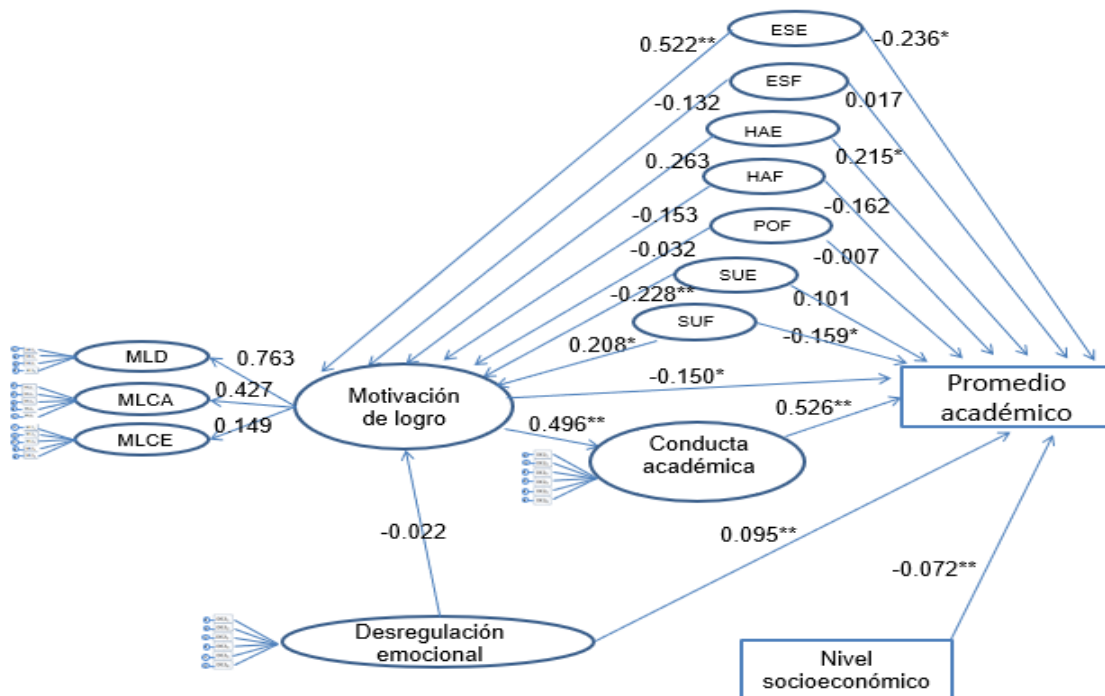 ESE
0.522**
-0.236*
ESF
-0.132
0.017
HAE
0..263
0.215*
HAF
-0.153
-0.162
POF
-0.032
-0.007
SUE
-0.228**
0.101
SUF
0.208*
-0.159*
MLD
0.763
MLCA
0.427
MLCE
0.149
Motivación
de logro
-0.150*
Promedio
académico
0.496**
0.526**
Conducta
académica
-0.022
0.095**
-0.072**
Desregulación
emocional
Nivel
socioeconómico